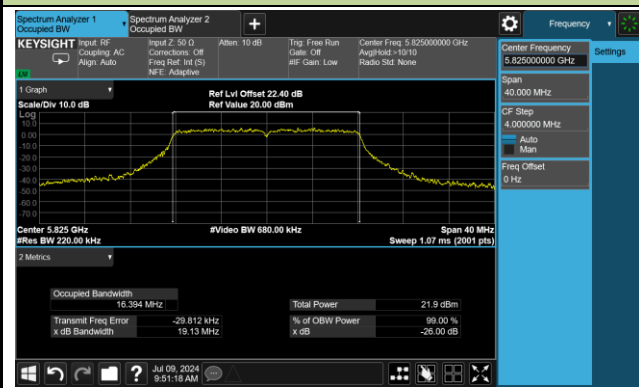 Spectrum Analyzer 1
Occupied BW
Spectrum Analyzer 2
Occupied BW
Frequency
KEYSIGHT
Input: RF
Coupling: AC
Align: Auto
Input Z: 50 Ω
Corrections: Off
Freq Ref: Int (S)
NFE: Adaptive
Atten: 10 dB
Trig: Free Run
Gate: Off
#IF Gain: Low
Center Freq: 5.825000000 GHz
Avg|Hold:>10/10
Radio Std: None
Center Frequency
5.825000000 GHz
Settings
Span
40.000 MHz
CF Step
4.000000 MHz
Auto
Man
Freq Offset
0 Hz
1 Graph
Scale/Div 10.0 dB
Ref Lvl Offset 22.40 dB
Ref Value 20.00 dBm
Log
10.0
0.00
-10.0
-20.0
-30.0
-40.0
-50.0
-60.0
-70.0
Center 5.825 GHz
#Res BW 220.00 kHz
#Video BW 680.00 kHz
Span 40 MHz
Sweep 1.07 ms (2001 pts)
2 Metrics
Occupied Bandwidth
16.394 MHz
Total Power 21.9 dBm
Transmit Freq Error -29.812 kHz
% of OBW Power 99.00 %
x dB Bandwidth 19.13 MHz
x dB -26.00 dB
?
Jul 09, 2024
9:51:18 AM